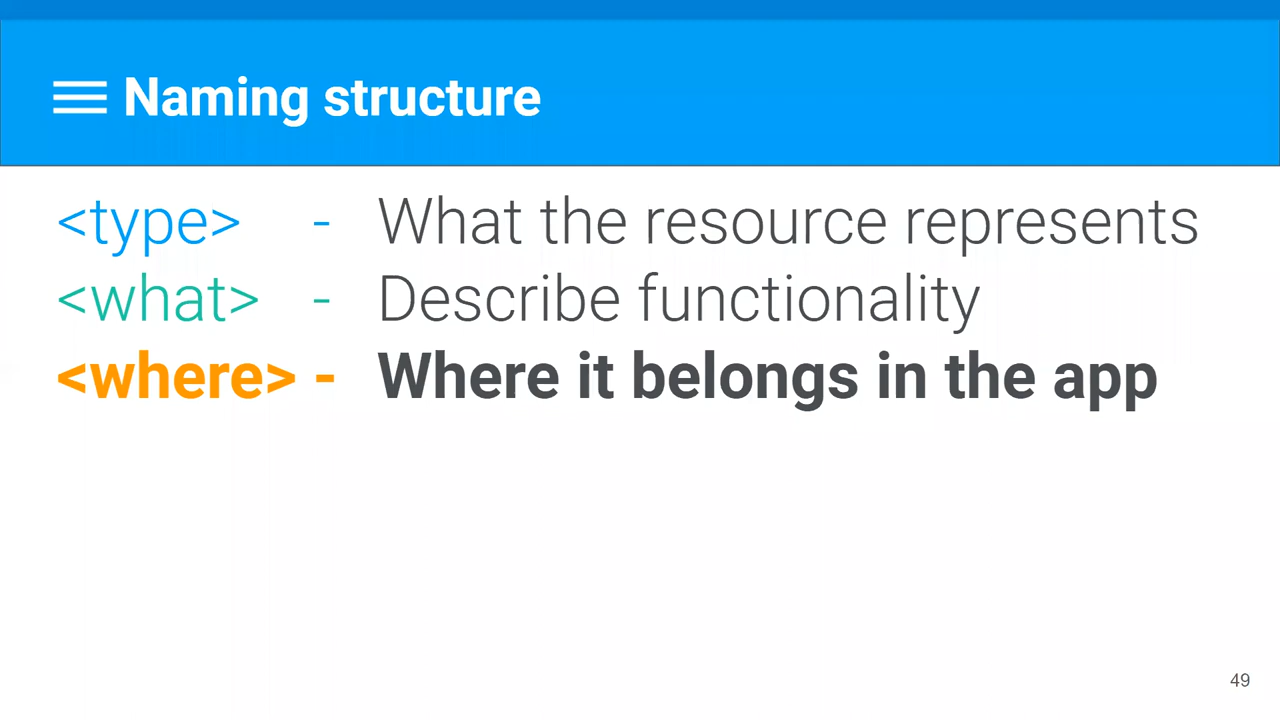 Naming structure
<type> - What the resource represents
<what> - Describe functionality
<where> - Where it belongs in the app
49